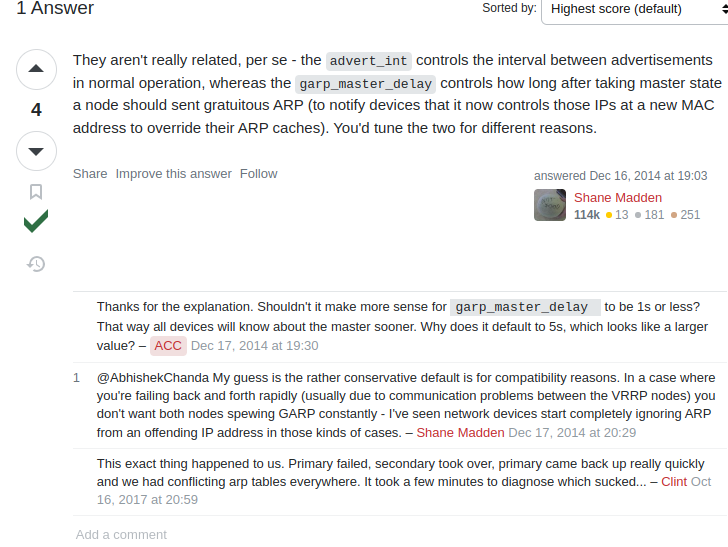 1 Answer
Sorted by:
Highest score (default)
They aren't really related, per se - the advert_int controls the interval between advertisements
in normal operation, whereas the garp_master_delay controls how long after taking master state
a node should sent gratuitous ARP (to notify devices that it now controls those IPs at a new MAC
address to override their ARP caches). You'd tune the two for different reasons.
4
Share Improve this answer Follow
answered Dec 16, 2014 at 19:03
Shane Madden
114k 13 181 251
Thanks for the explanation. Shouldn't it make more sense for garp_master_delay to be 1s or less?
That way all devices will know about the master sooner. Why does it default to 5s, which looks like a larger
value? – ACC Dec 17, 2014 at 19:30
1 @AbhishekChanda My guess is the rather conservative default is for compatibility reasons. In a case where
you're failing back and forth rapidly (usually due to communication problems between the VRRP nodes) you
don't want both nodes spewing GARP constantly - I've seen network devices start completely ignoring ARP
from an offending IP address in those kinds of cases. – Shane Madden Dec 17, 2014 at 20:29
This exact thing happened to us. Primary failed, secondary took over, primary came back up really quickly
and we had conflicting arp tables everywhere. It took a few minutes to diagnose which sucked... – Clint Oct
16, 2017 at 20:59
Add a comment